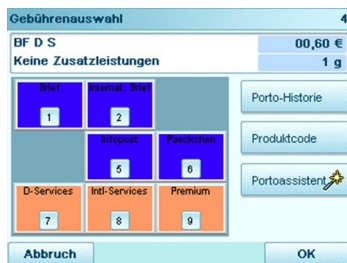 Gebührenauswahl 4
BF D S 00,60 €
Keine Zusatzleistungen 1 g
Brief Internat. Brief
1 2
Porto-Historie
Infopost Paeckchen
5 6
Produktcode
D-Services Intl-Services Premium
7 8 9
Portoassistent
Abbruch OK